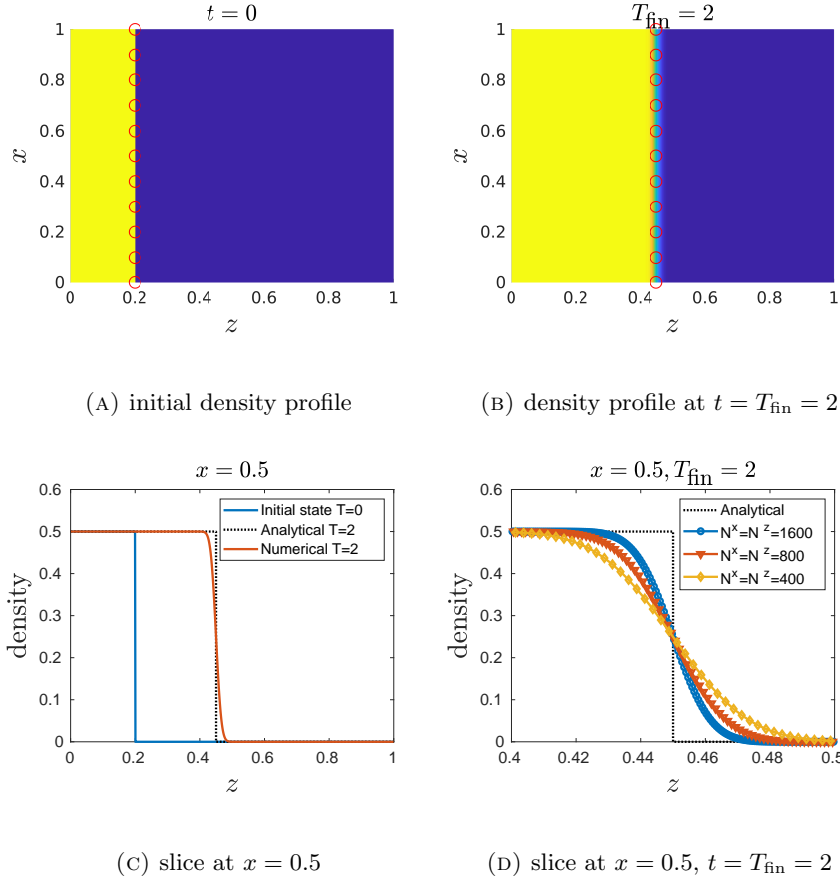 t = 0
1
0.8
0.6
0.4
0.2
0
x
0 0.2 0.4 0.6 0.8 1
z
(A) initial density profile
T_fin = 2
1
0.8
0.6
0.4
0.2
0
x
0 0.2 0.4 0.6 0.8 1
z
(B) density profile at t = T_fin = 2
x = 0.5
0.6
0.5
0.4
0.3
0.2
0.1
0
density
Initial state T=0
Analytical T=2
Numerical T=2
0 0.2 0.4 0.6 0.8 1
z
(C) slice at x = 0.5
x = 0.5, T_fin = 2
0.6
0.5
0.4
0.3
0.2
0.1
0
density
Analytical
N^x=N^z=1600
N^x=N^z=800
N^x=N^z=400
0.4 0.42 0.44 0.46 0.48 0.5
z
(D) slice at x = 0.5, t = T_fin = 2